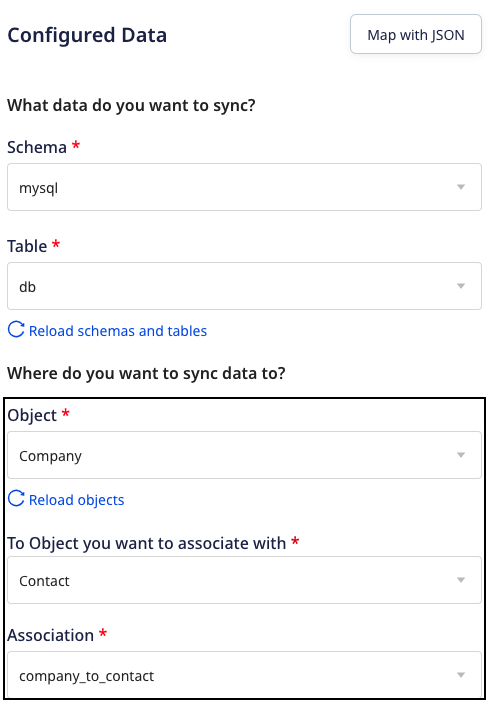 Configured Data
Map with JSON
What data do you want to sync?
Schema *
mysql
Table *
db
Reload schemas and tables
Where do you want to sync data to?
Object *
Company
Reload objects
To Object you want to associate with *
Contact
Association *
company_to_contact